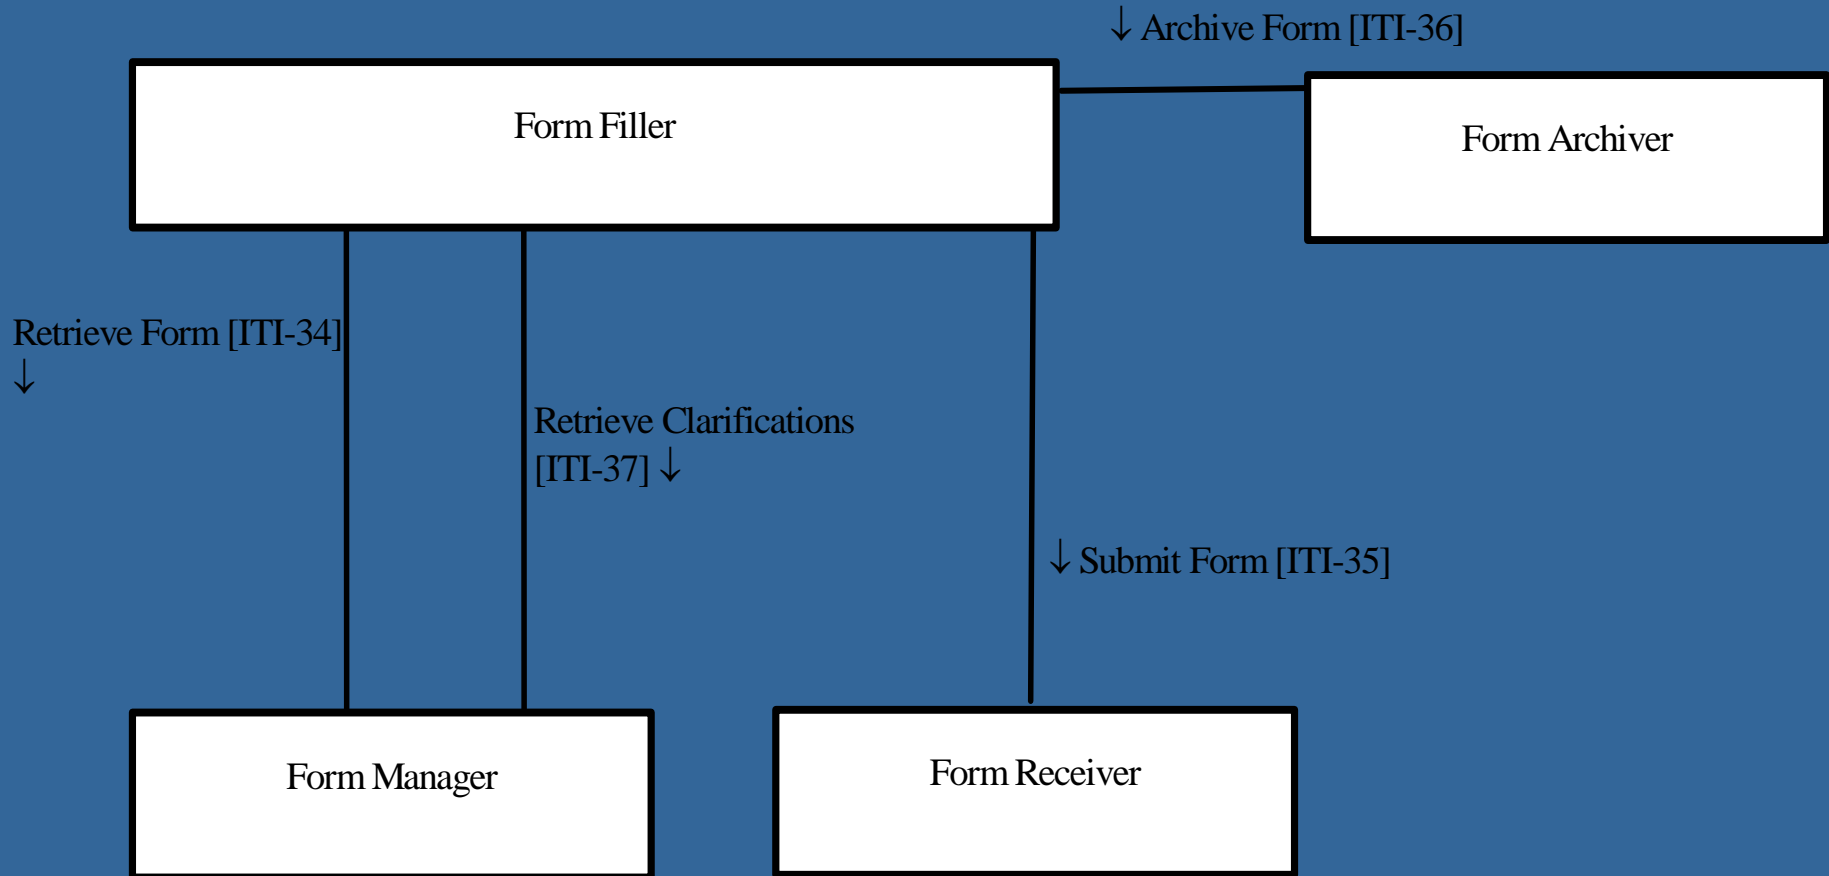 ↓ Archive Form [ITI-36]
Form Filler
Form Archiver
Retrieve Form [ITI-34]
↓
Retrieve Clarifications
[ITI-37] ↓
↓ Submit Form [ITI-35]
Form Manager
Form Receiver